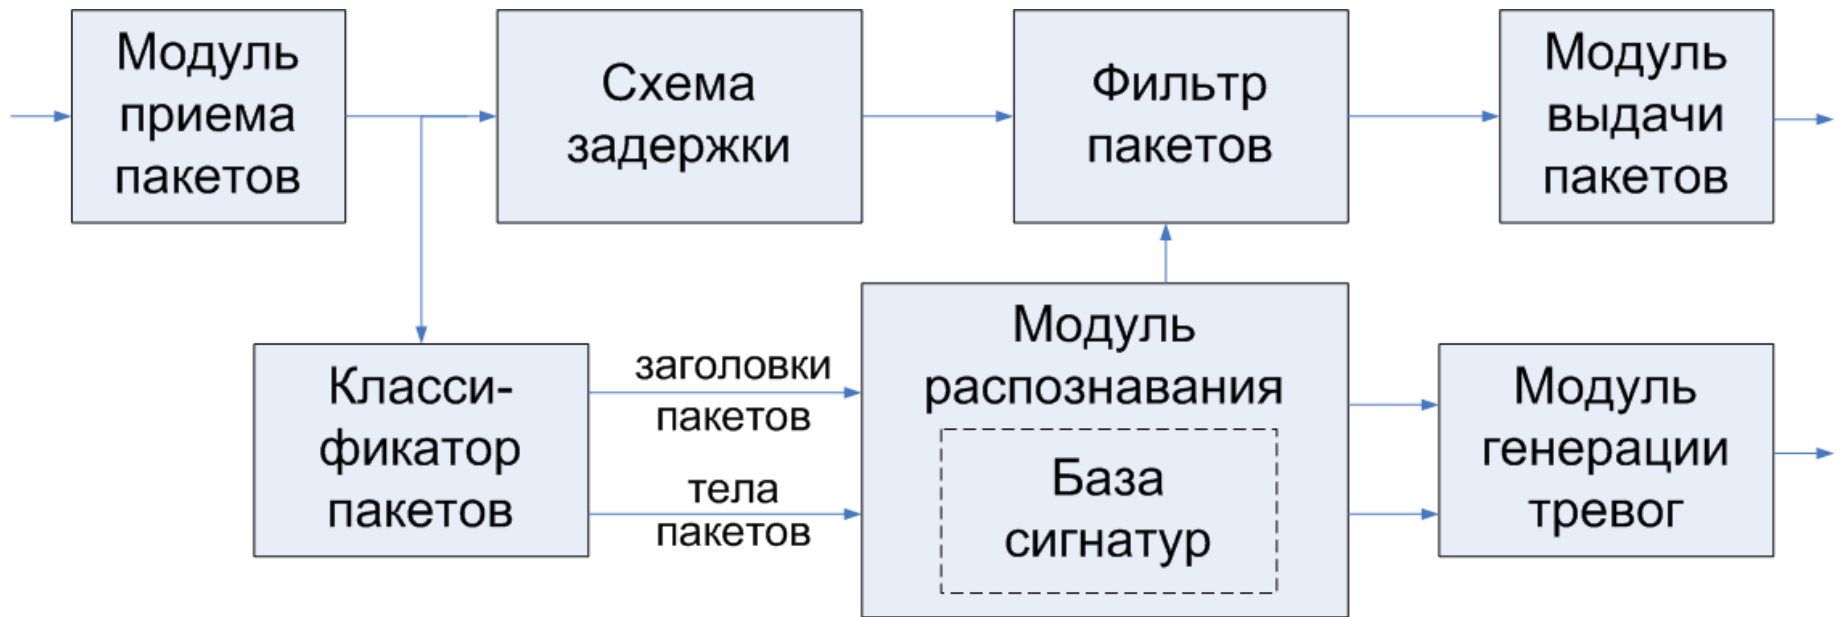 Модуль
приема
пакетов
Схема
задержки
Фильтр
пакетов
Модуль
выдачи
пакетов
Класси-
фикатор
пакетов
заголовки
пакетов
тела
пакетов
Модуль
распознавания
База
сигнатур
Модуль
генерации
тревог